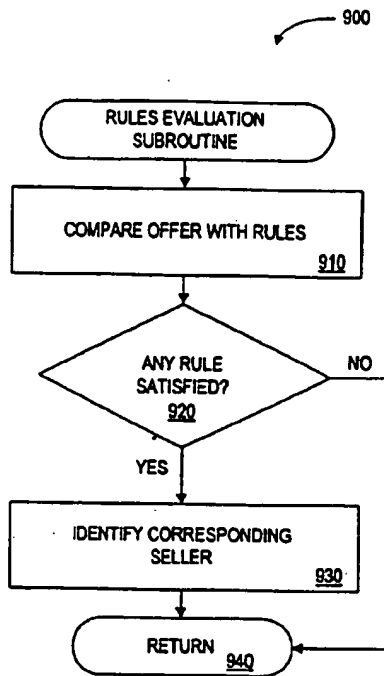 900
RULES EVALUATION
SUBROUTINE
COMPARE OFFER WITH RULES
910
ANY RULE
SATISFIED?
920
NO
YES
IDENTIFY CORRESPONDING
SELLER
930
RETURN
940